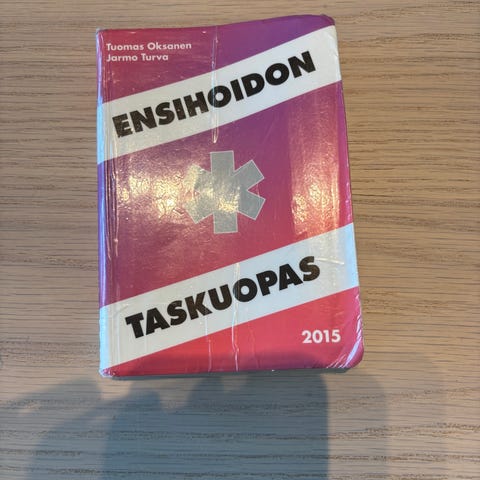 Tuomas Oksanen
Jarmo Turva
ENSIHOIDON
TASKUOPAS
2015